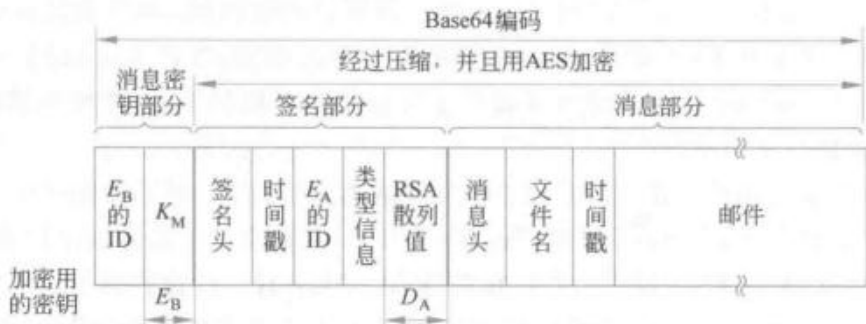 Base64编码
经过压缩，并且用AES加密
消息密
钥部分
签名部分
消息部分
E_B
的
ID
K_M
签
名
头
时
间
戳
E_A
的
ID
类
型
信
息
RSA
散列
值
消
息
头
文
件
名
时
间
戳
邮件
加密用
的密钥
E_B
D_A